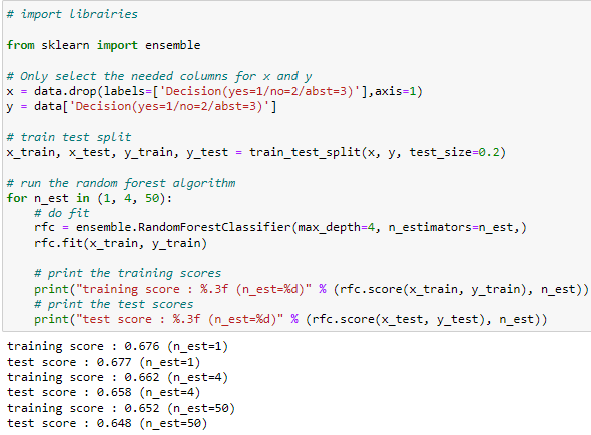 # import librairies
from sklearn import ensemble
# Only select the needed columns for x and y
x = data.drop(labels=['Decision(yes=1/no=2/abst=3)'],axis=1)
y = data['Decision(yes=1/no=2/abst=3)']
# train test split
x_train, x_test, y_train, y_test = train_test_split(x, y, test_size=0.2)
# run the random forest algorithm
for n_est in (1, 4, 50):
# do fit
rfc = ensemble.RandomForestClassifier(max_depth=4, n_estimators=n_est,)
rfc.fit(x_train, y_train)
# print the training scores
print("training score : %.3f (n_est=%d)" % (rfc.score(x_train, y_train), n_est))
# print the test scores
print("test score : %.3f (n_est=%d)" % (rfc.score(x_test, y_test), n_est))
training score : 0.676 (n_est=1)
test score : 0.677 (n_est=1)
training score : 0.662 (n_est=4)
test score : 0.658 (n_est=4)
training score : 0.652 (n_est=50)
test score : 0.648 (n_est=50)